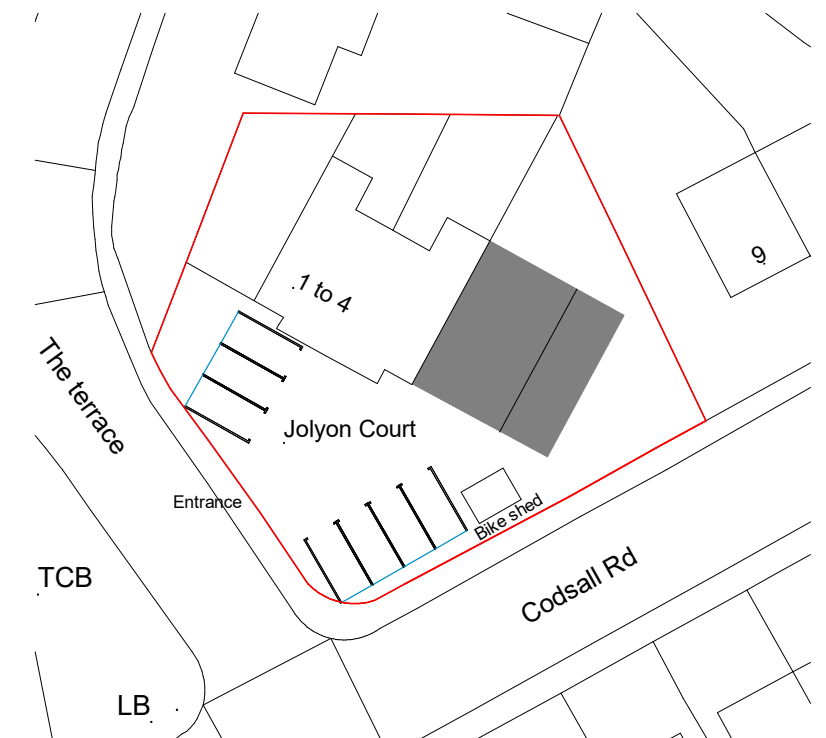 9
.1 to 4
The terrace
Jolyon Court
Entrance
Bike shed
TCB
Codsall Rd
LB